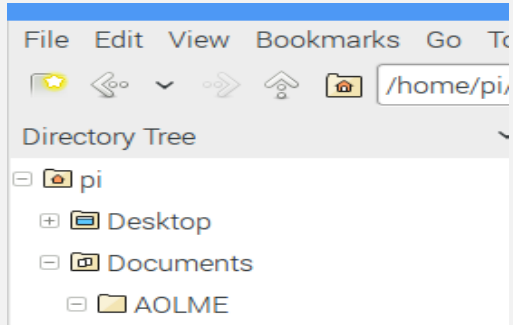 File Edit View Bookmarks Go
/home/pi/
Directory Tree
pi
Desktop
Documents
AOLME